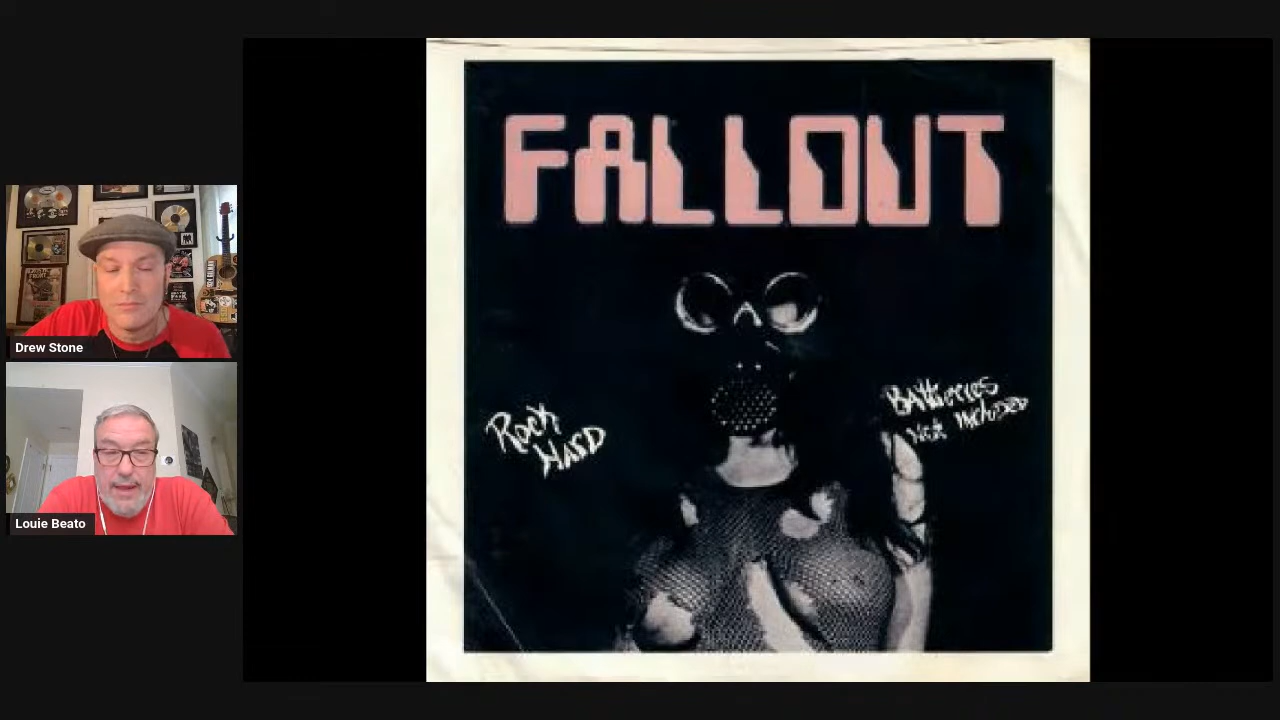 FALLOUT
Rock
HARD
BAtteries
Not INCluDED
Drew Stone
Louie Beato